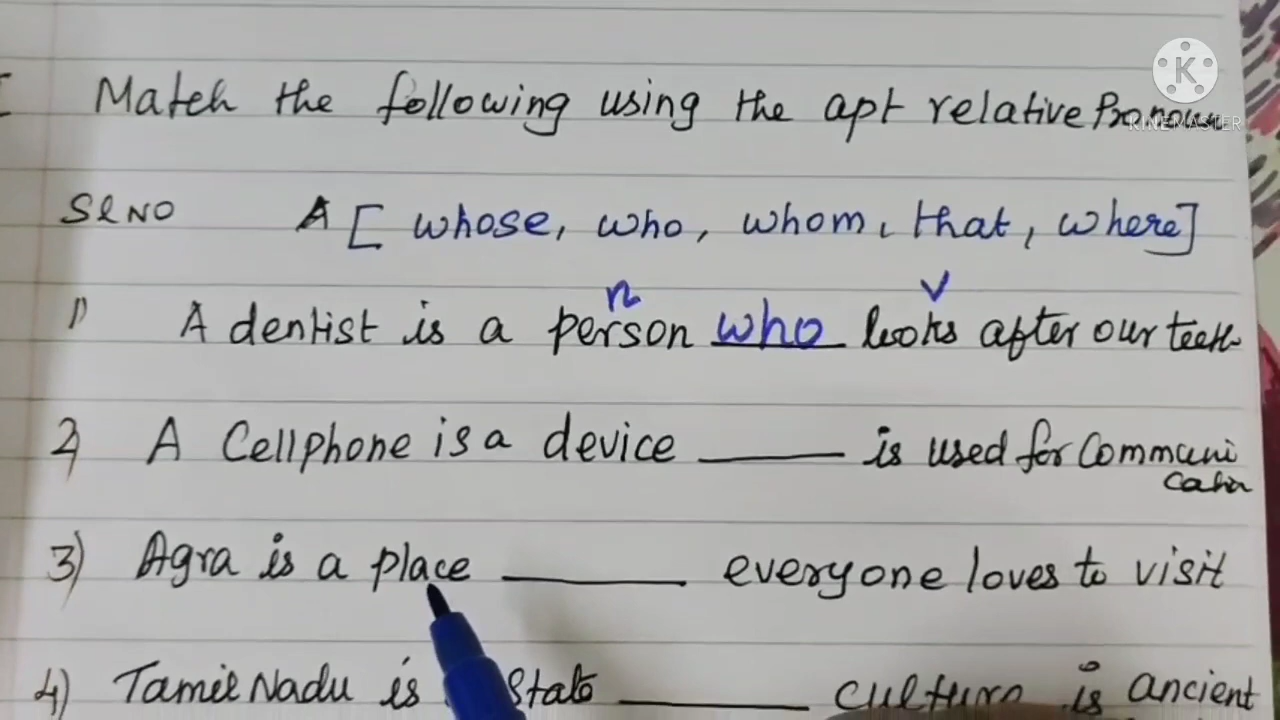 Match the following using the apt relative Pronoun
KINEMASTER
Sl NO A [ whose, who, whom, that, where]
n v
1) A dentist is a person who looks after our teeth
2) A Cellphone is a device ______ is used for Communi
cation
3) Agra is a place ______ everyone loves to visit
4) Tamil Nadu is State ______ culture is ancient